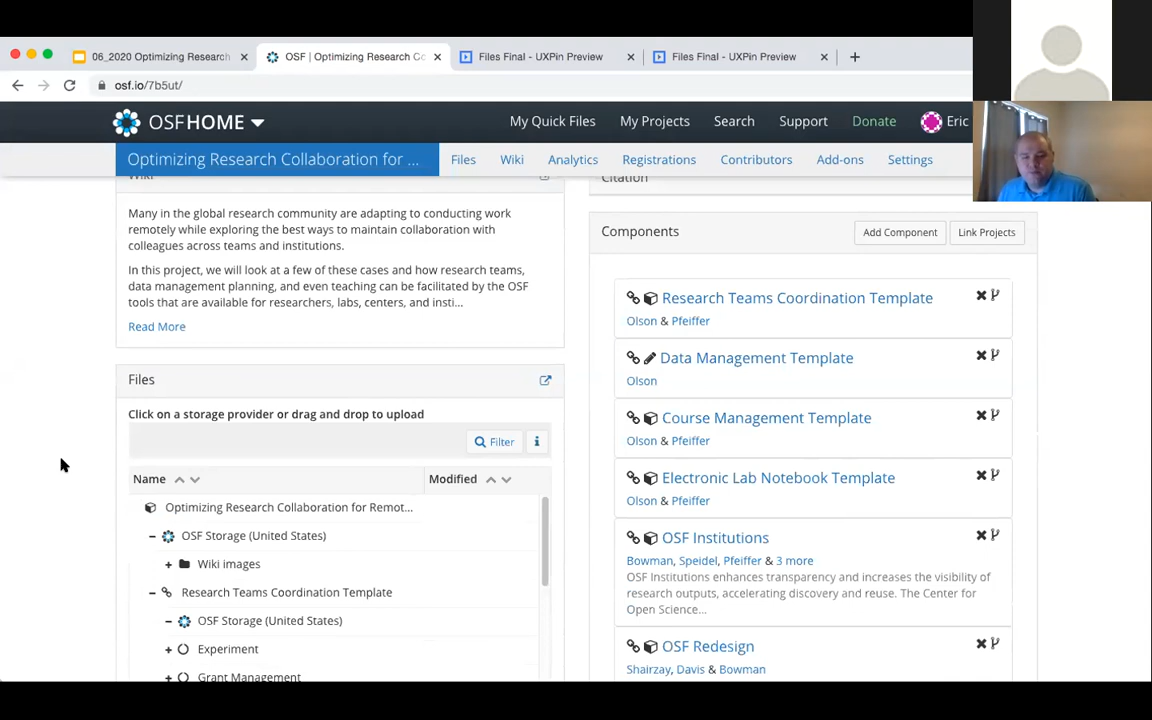 06_2020 Optimizing Research
OSF | Optimizing Research Co
Files Final - UXPin Preview
Files Final - UXPin Preview
osf.io/7b5ut/
OSFHOME
My Quick Files
My Projects
Search
Support
Donate
Eric
Optimizing Research Collaboration for ...
Files
Wiki
Analytics
Registrations
Contributors
Add-ons
Settings
Wiki
Many in the global research community are adapting to conducting work
remotely while exploring the best ways to maintain collaboration with
colleagues across teams and institutions.
In this project, we will look at a few of these cases and how research teams,
data management planning, and even teaching can be facilitated by the OSF
tools that are available for researchers, labs, centers, and insti...
Read More
Files
Click on a storage provider or drag and drop to upload
Filter
Name
Modified
Optimizing Research Collaboration for Remot...
OSF Storage (United States)
Wiki images
Research Teams Coordination Template
OSF Storage (United States)
Experiment
Grant Management
Citation
Components
Add Component
Link Projects
Research Teams Coordination Template
Olson & Pfeiffer
Data Management Template
Olson
Course Management Template
Olson & Pfeiffer
Electronic Lab Notebook Template
Olson & Pfeiffer
OSF Institutions
Bowman, Speidel, Pfeiffer & 3 more
OSF Institutions enhances transparency and increases the visibility of
research outputs, accelerating discovery and reuse. The Center for
Open Science...
OSF Redesign
Shairzay, Davis & Bowman